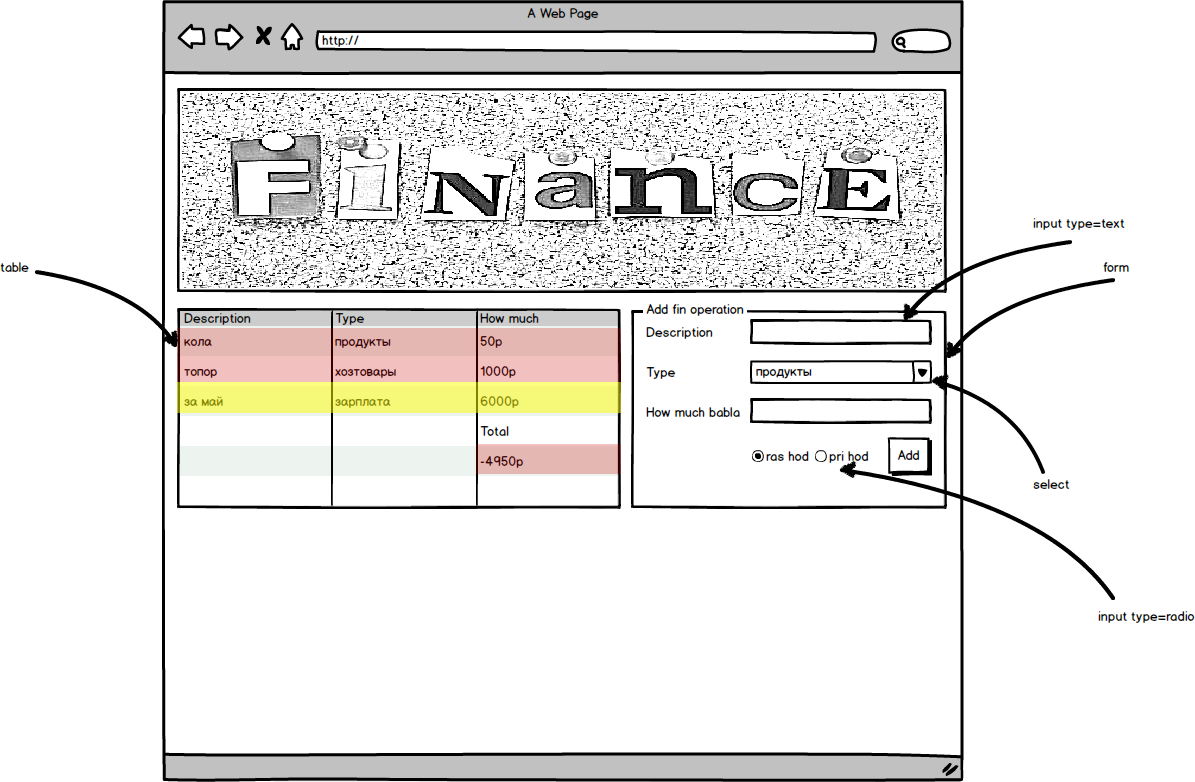 A Web Page
http://
FiNancE
input type=text
form
table
Description Type How much
кола продукты 50р
топор хозтовары 1000р
за май зарплата 6000р
Total
-4950р
Add fin operation
Description
Type продукты
How much babla
ras hod pri hod Add
select
input type=radio